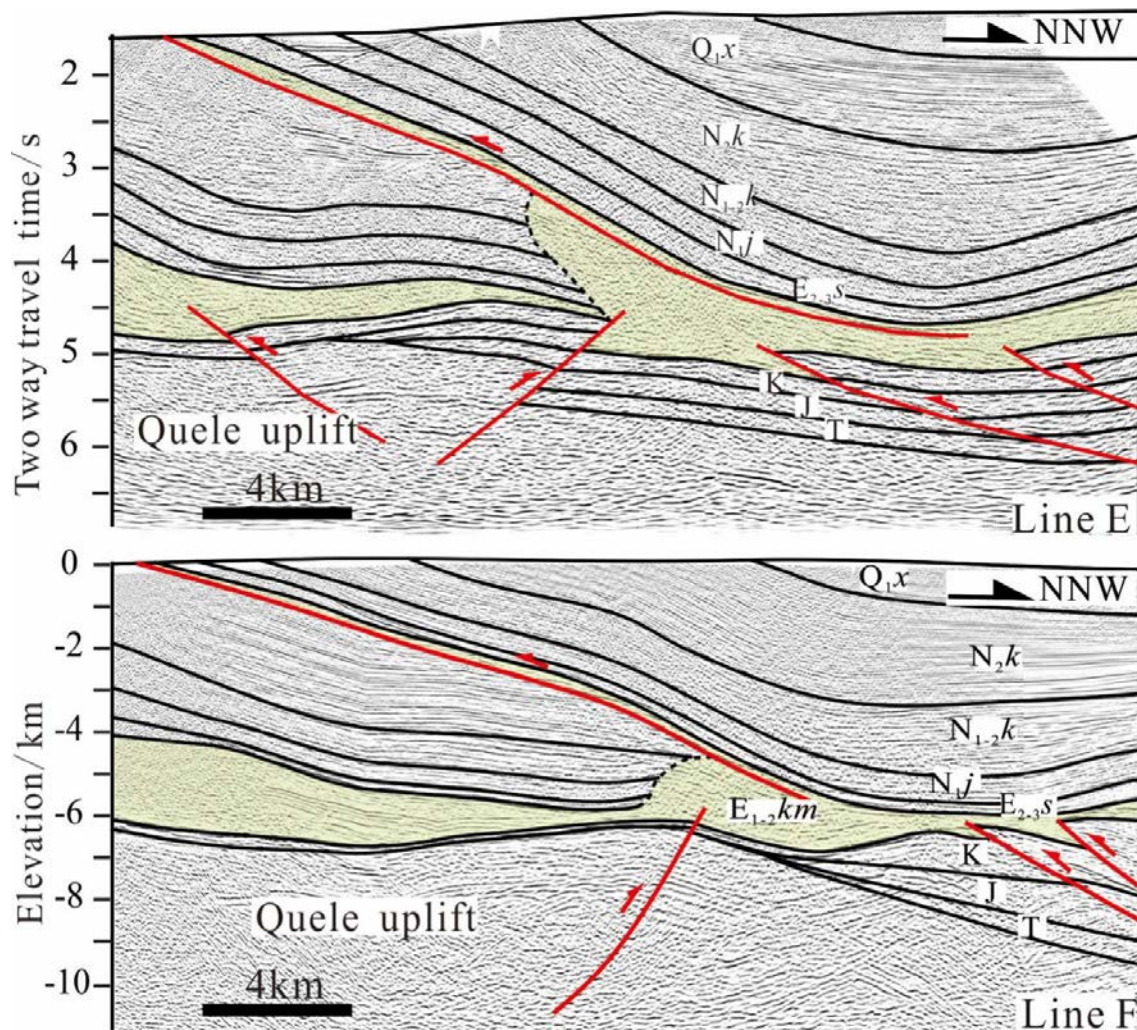 Two way travel time/s
2
3
4
5
6
Q₁x
NNW
N₂k
N₁₋₂k
N₁j
E₂₋₃s
K
J
T
Quele uplift
4km
Line E
Elevation/km
0
-2
-4
-6
-8
-10
Q₁x
NNW
N₂k
N₁₋₂k
N₁j
E₂₋₃s
E₁₋₂km
K
J
T
Quele uplift
4km
Line F